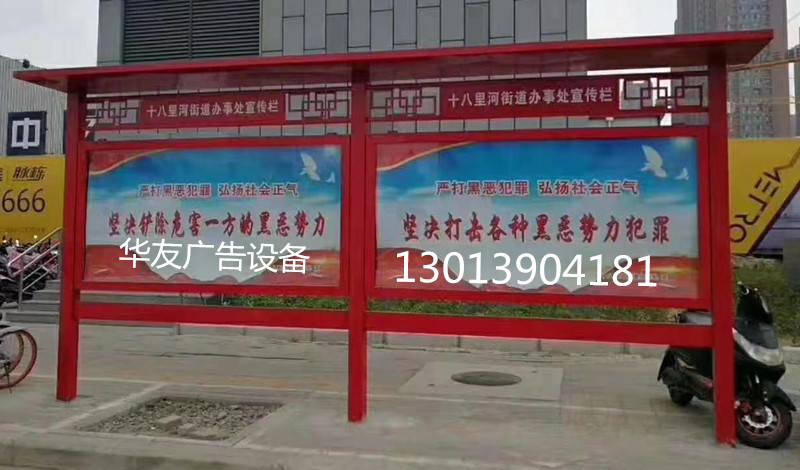 十八里河街道办事处宣传栏
十八里河街道办事处宣传栏
严打黑恶犯罪 弘扬社会正气
坚决铲除危害一方的黑恶势力
华友广告设备
严打黑恶犯罪 弘扬社会正气
坚决打击各种黑恶势力犯罪
13013904181
中
666
METRO